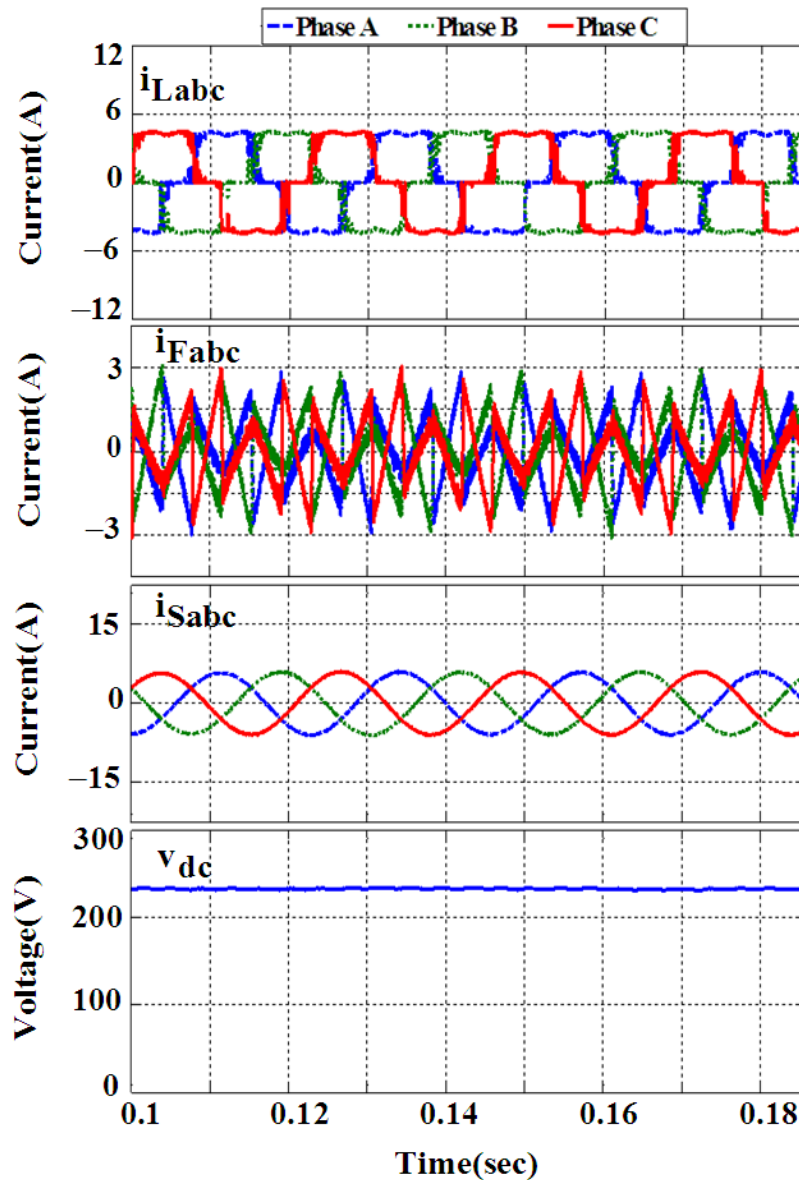 Phase A Phase B Phase C
12
6
0
−6
−12
Current(A)
iLabc
3
0
−3
Current(A)
iFabc
15
0
−15
Current(A)
iSabc
300
200
100
0
Voltage(V)
vdc
0.1 0.12 0.14 0.16 0.18
Time(sec)